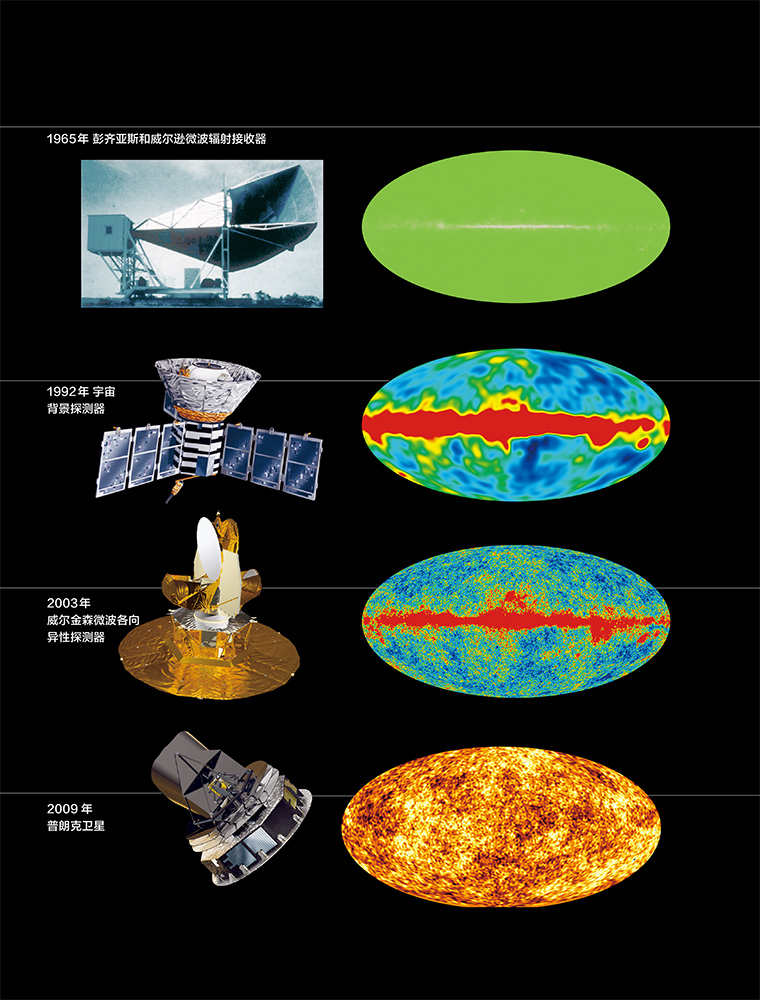 1965年 彭齐亚斯和威尔逊微波辐射接收器
1992年 宇宙
背景探测器
2003年
威尔金森微波各向
异性探测器
2009年
普朗克卫星